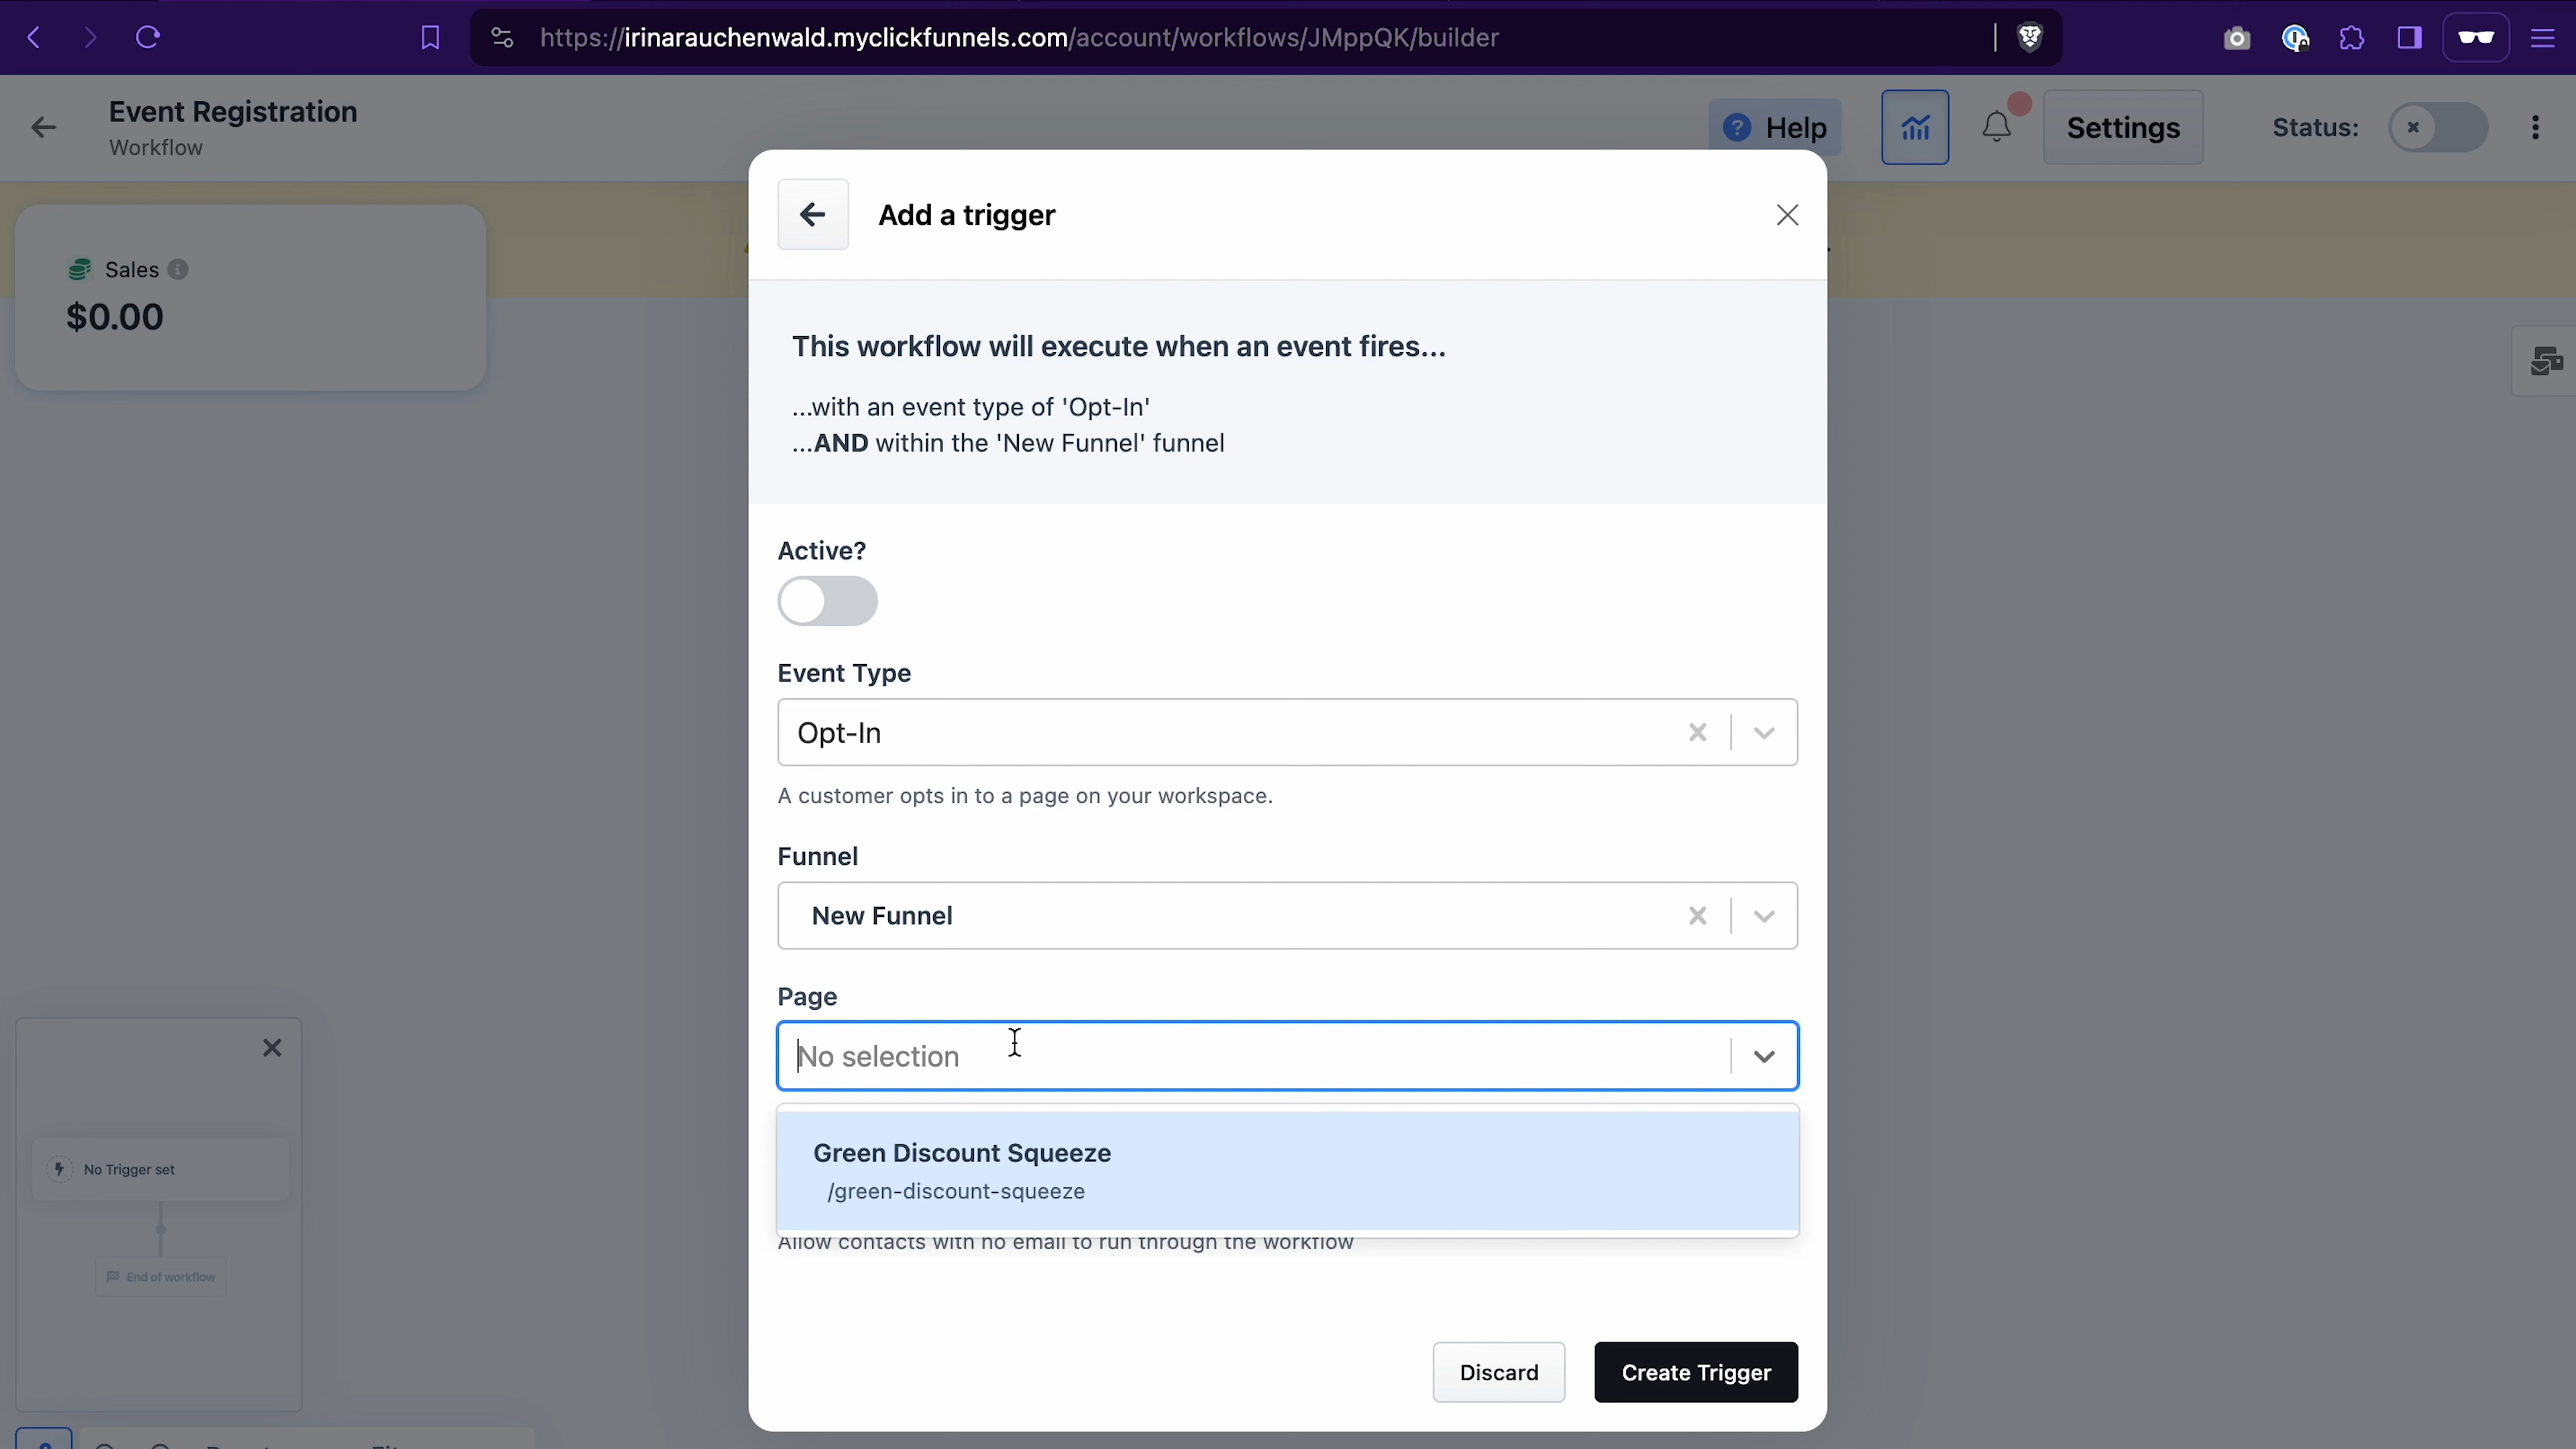 https://irinarauchenwald.myclickfunnels.com/account/workflows/JMppQK/builder
Event Registration
Workflow
Help
Settings
Status:
Sales
$0.00
Add a trigger
This workflow will execute when an event fires...
...with an event type of 'Opt-In'
...AND within the 'New Funnel' funnel
Active?
Event Type
Opt-In
A customer opts in to a page on your workspace.
Funnel
New Funnel
Page
No selection
Green Discount Squeeze
/green-discount-squeeze
Allow contacts with no email to run through the workflow
No Trigger set
End of workflow
Discard
Create Trigger